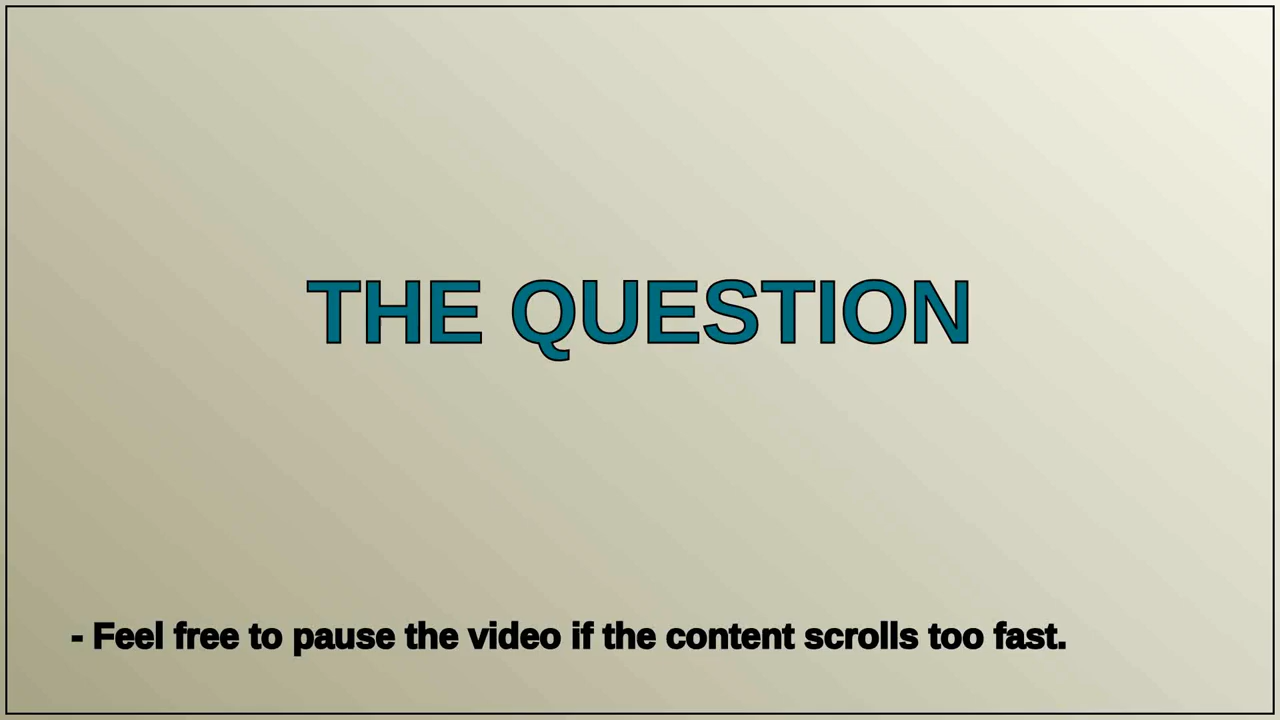 THE QUESTION
- Feel free to pause the video if the content scrolls too fast.